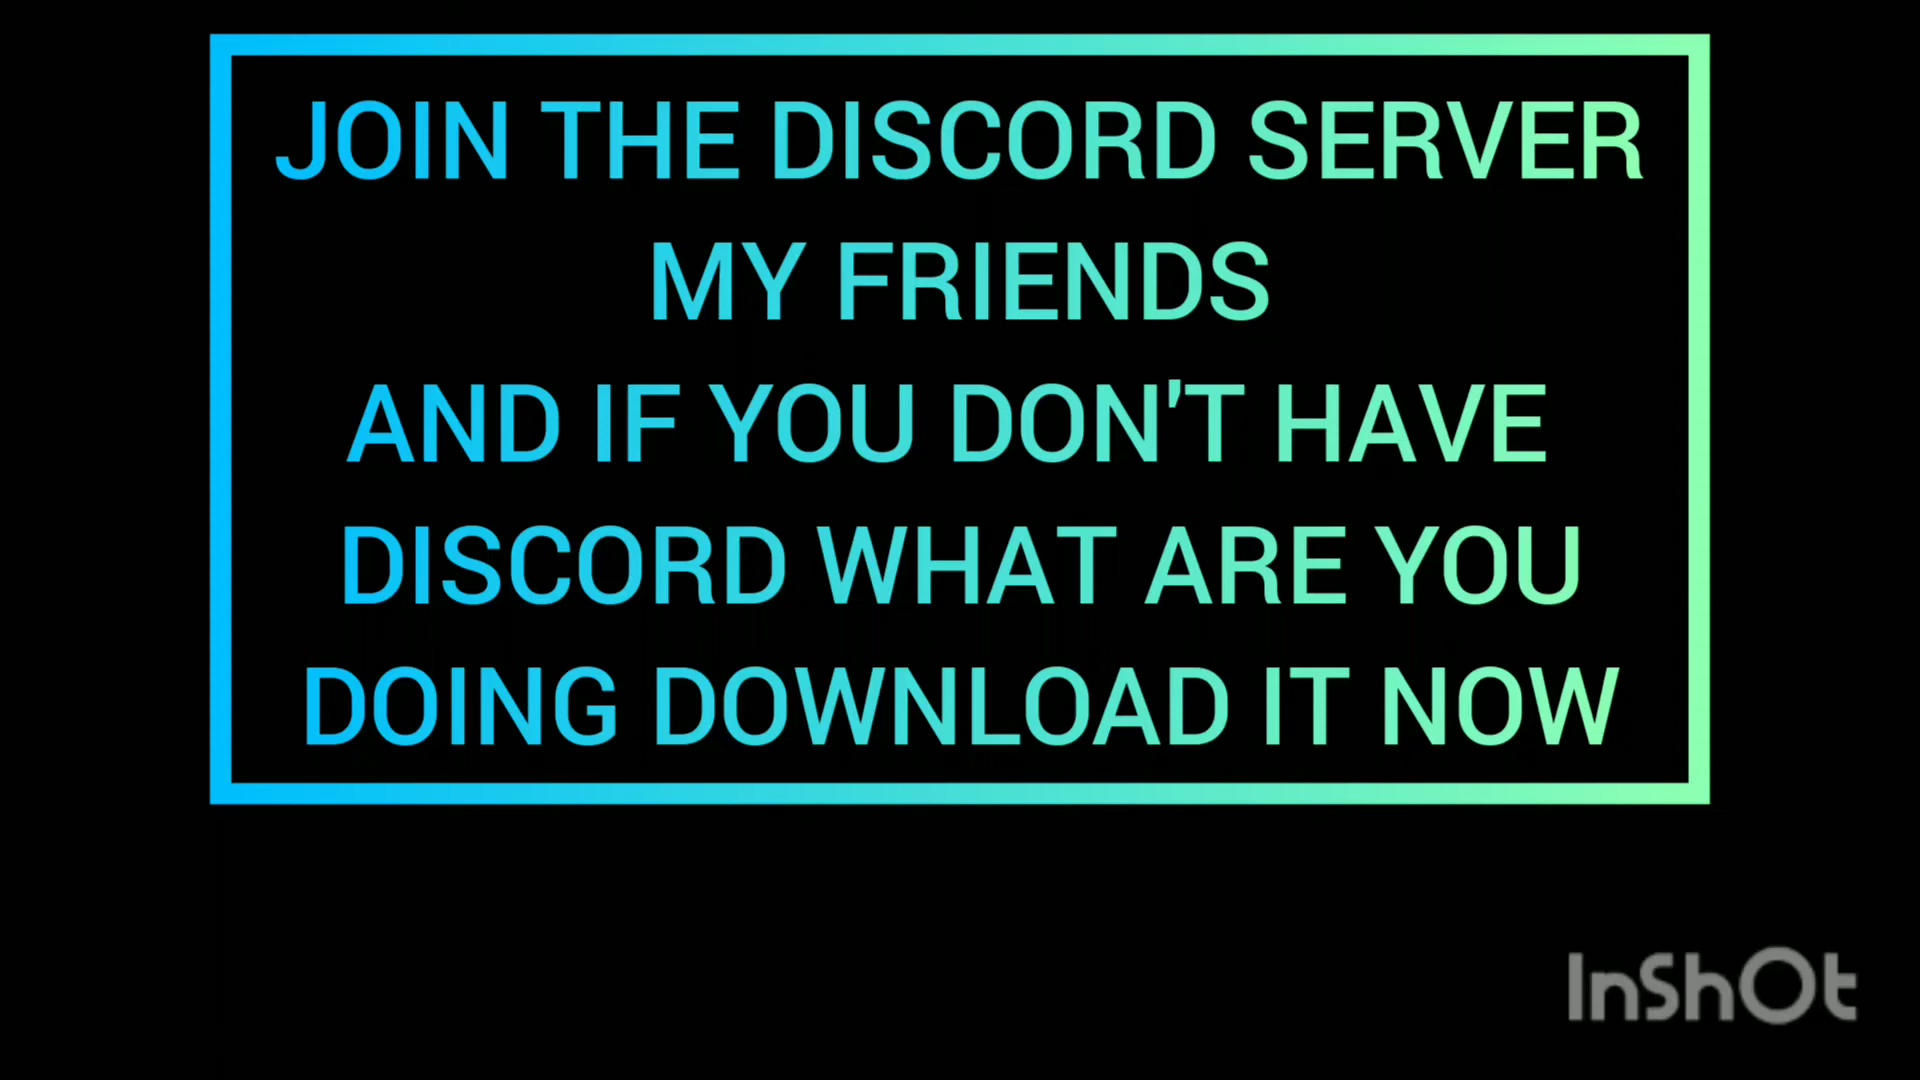 JOIN THE DISCORD SERVER
MY FRIENDS
AND IF YOU DON'T HAVE
DISCORD WHAT ARE YOU
DOING DOWNLOAD IT NOW
InShOt